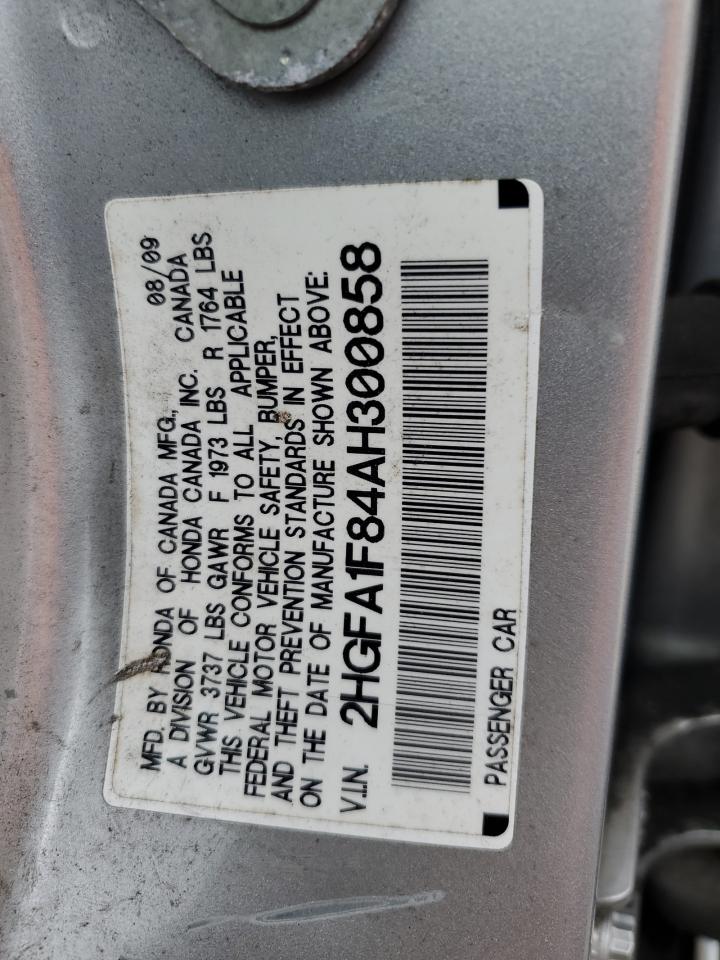 MFD. BY HONDA OF CANADA MFG., 08/09
A DIVISION OF HONDA CANADA INC. CANADA
GVWR 3737 LBS GAWR F 1973 LBS R 1764 LBS
THIS VEHICLE CONFORMS TO ALL APPLICABLE
FEDERAL MOTOR VEHICLE SAFETY, BUMPER,
AND THEFT PREVENTION STANDARDS IN EFFECT
ON THE DATE OF MANUFACTURE SHOWN ABOVE:
V.I.N. 2HGFA1F84AH300858
PASSENGER CAR